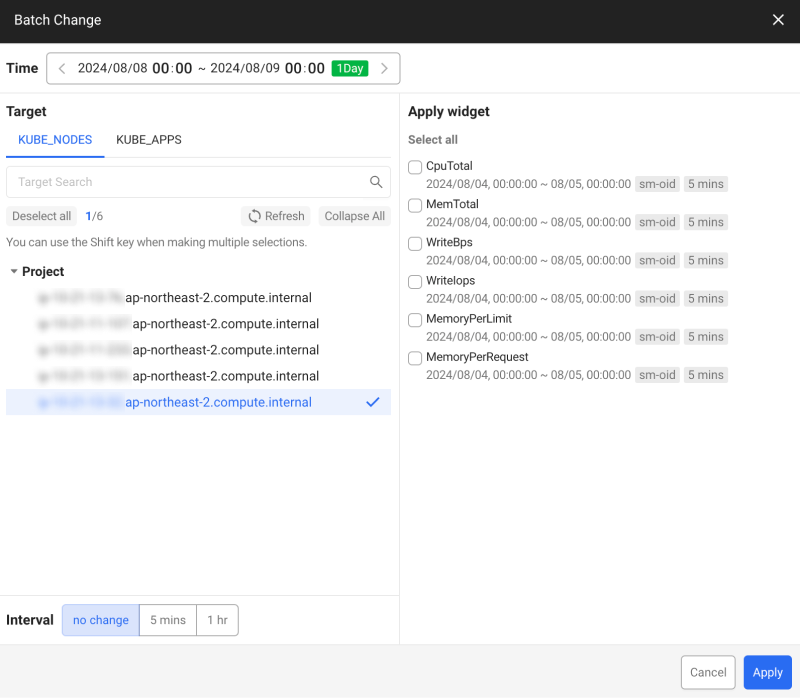 Batch Change
Time 2024/08/08 00:00 ~ 2024/08/09 00:00 1Day
Target
KUBE_NODES KUBE_APPS
Target Search
Deselect all 1/6 Refresh Collapse All
You can use the Shift key when making multiple selections.
Project
ap-northeast-2.compute.internal
ap-northeast-2.compute.internal
ap-northeast-2.compute.internal
ap-northeast-2.compute.internal
ap-northeast-2.compute.internal
Interval no change 5 mins 1 hr
Apply widget
Select all
CpuTotal
2024/08/04, 00:00:00 ~ 08/05, 00:00:00 sm-oid 5 mins
MemTotal
2024/08/04, 00:00:00 ~ 08/05, 00:00:00 sm-oid 5 mins
WriteBps
2024/08/04, 00:00:00 ~ 08/05, 00:00:00 sm-oid 5 mins
WriteIops
2024/08/04, 00:00:00 ~ 08/05, 00:00:00 sm-oid 5 mins
MemoryPerLimit
2024/08/04, 00:00:00 ~ 08/05, 00:00:00 sm-oid 5 mins
MemoryPerRequest
2024/08/04, 00:00:00 ~ 08/05, 00:00:00 sm-oid 5 mins
Cancel Apply